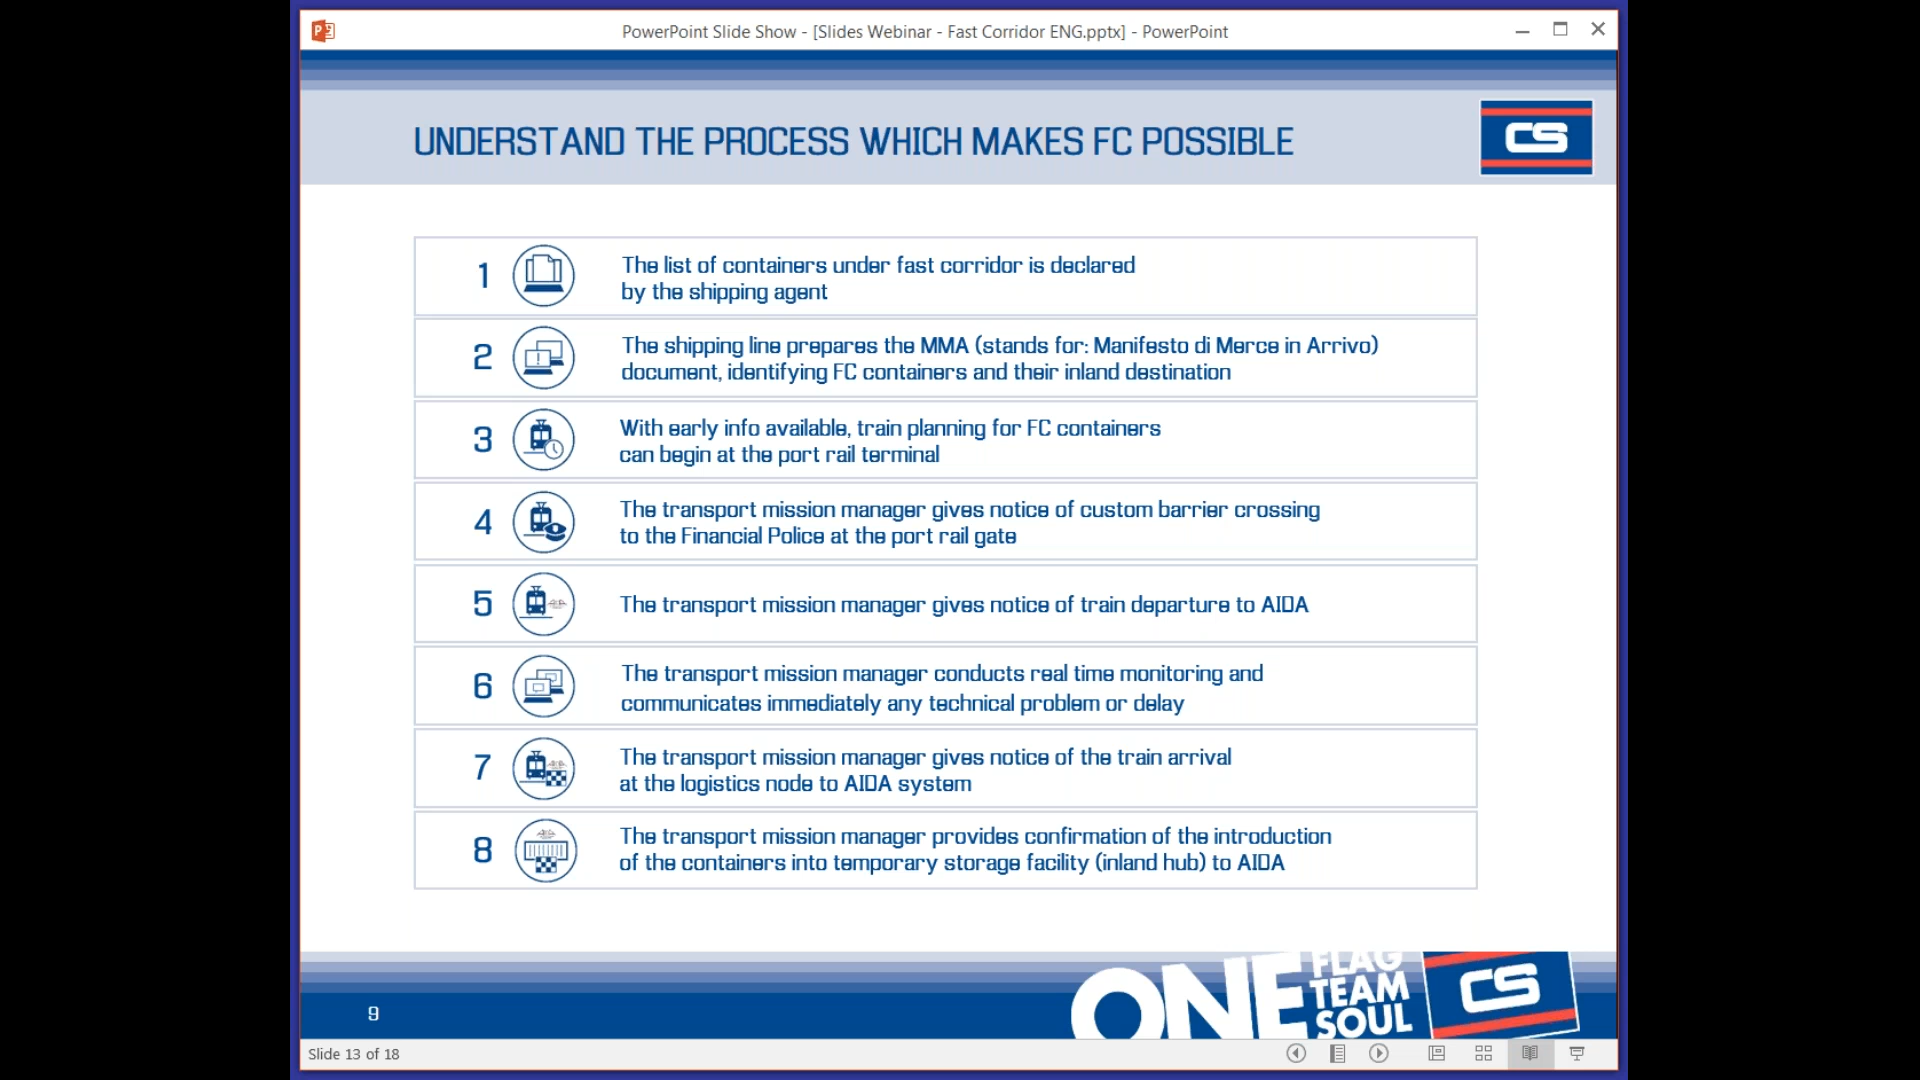 PowerPoint Slide Show - [Slides Webinar - Fast Corridor ENG.pptx] - PowerPoint
UNDERSTAND THE PROCESS WHICH MAKES FC POSSIBLE
CS
1
The list of containers under fast corridor is declared
by the shipping agent
2
The shipping line prepares the MMA (stands for: Manifesto di Merce in Arrivo)
document, identifying FC containers and their inland destination
3
With early info available, train planning for FC containers
can begin at the port rail terminal
4
The transport mission manager gives notice of custom barrier crossing
to the Financial Police at the port rail gate
5
The transport mission manager gives notice of train departure to AIDA
6
The transport mission manager conducts real time monitoring and
communicates immediately any technical problem or delay
7
The transport mission manager gives notice of the train arrival
at the logistics node to AIDA system
8
The transport mission manager provides confirmation of the introduction
of the containers into temporary storage facility (inland hub) to AIDA
9
ONE
FLAG
TEAM
SOUL
CS
Slide 13 of 18